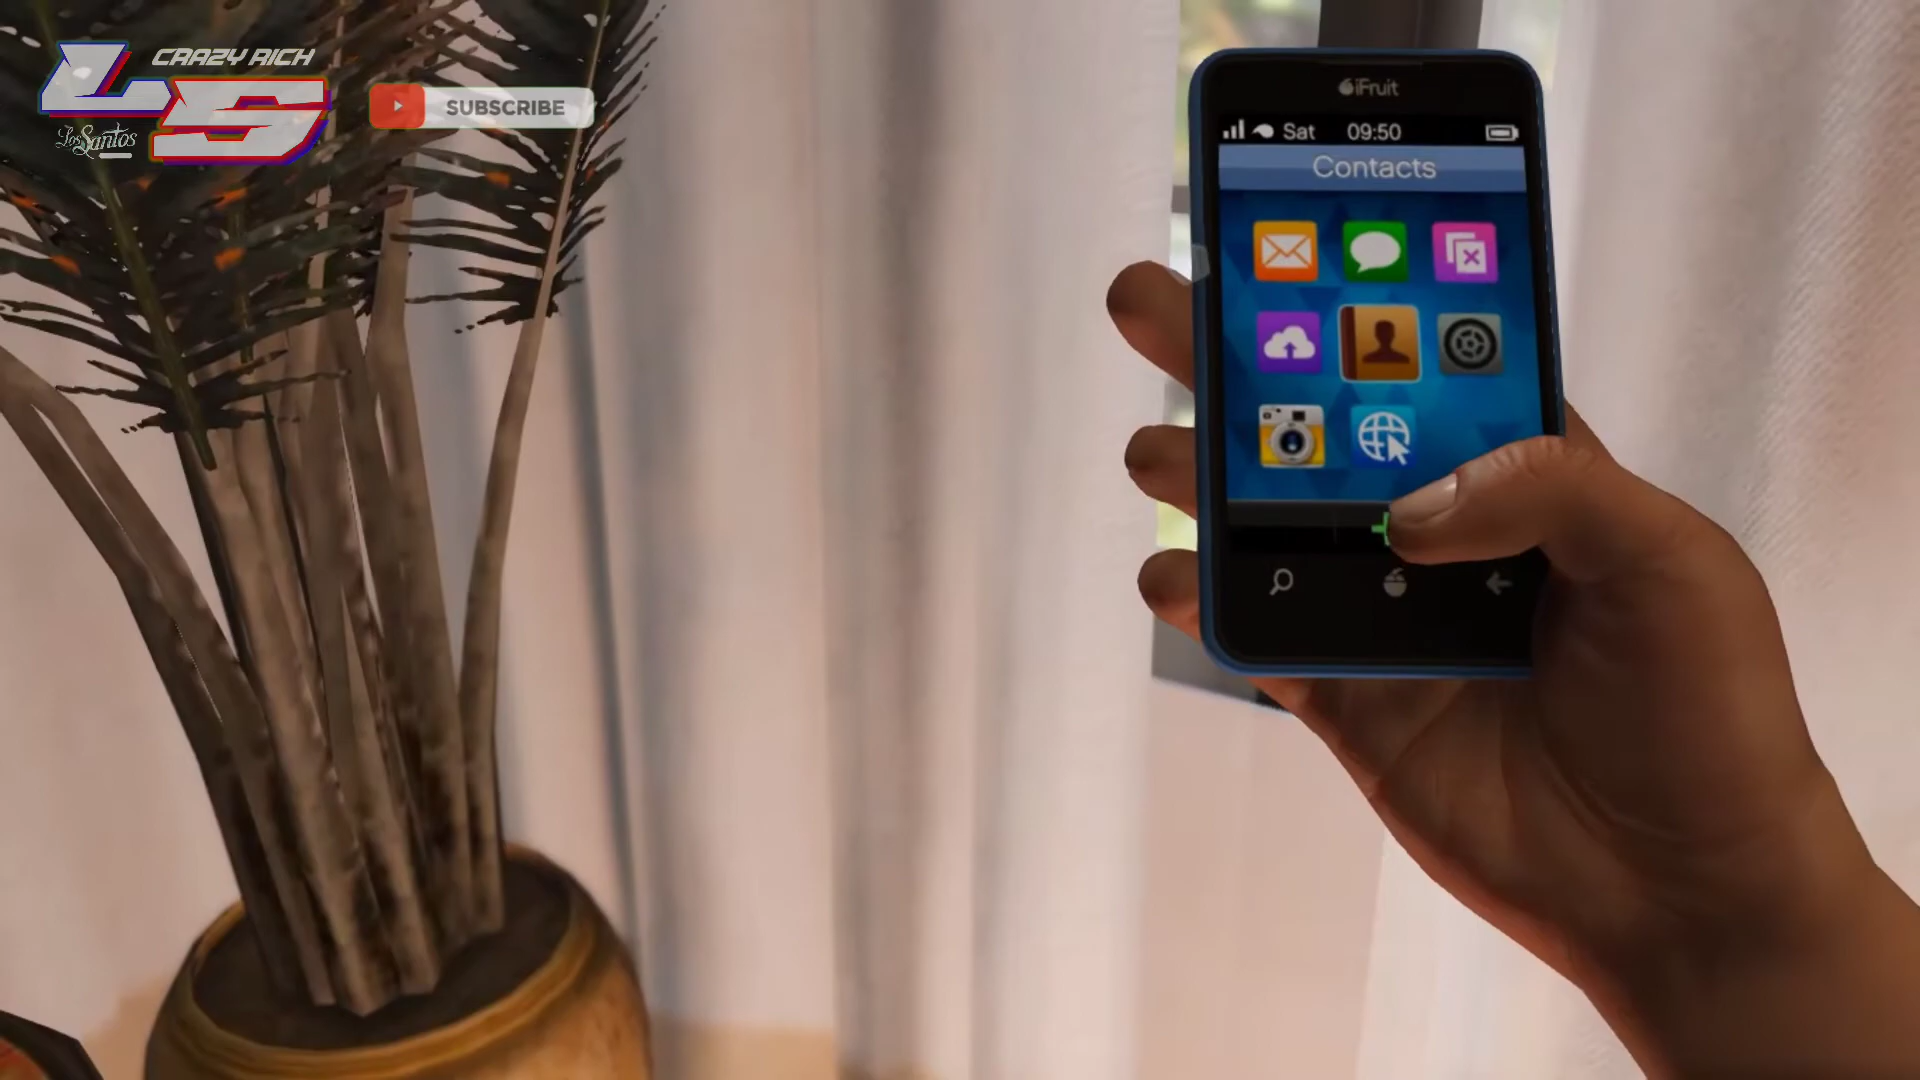 CRAZY RICH
LS
Los Santos
SUBSCRIBE
iFruit
Sat 09:50
Contacts